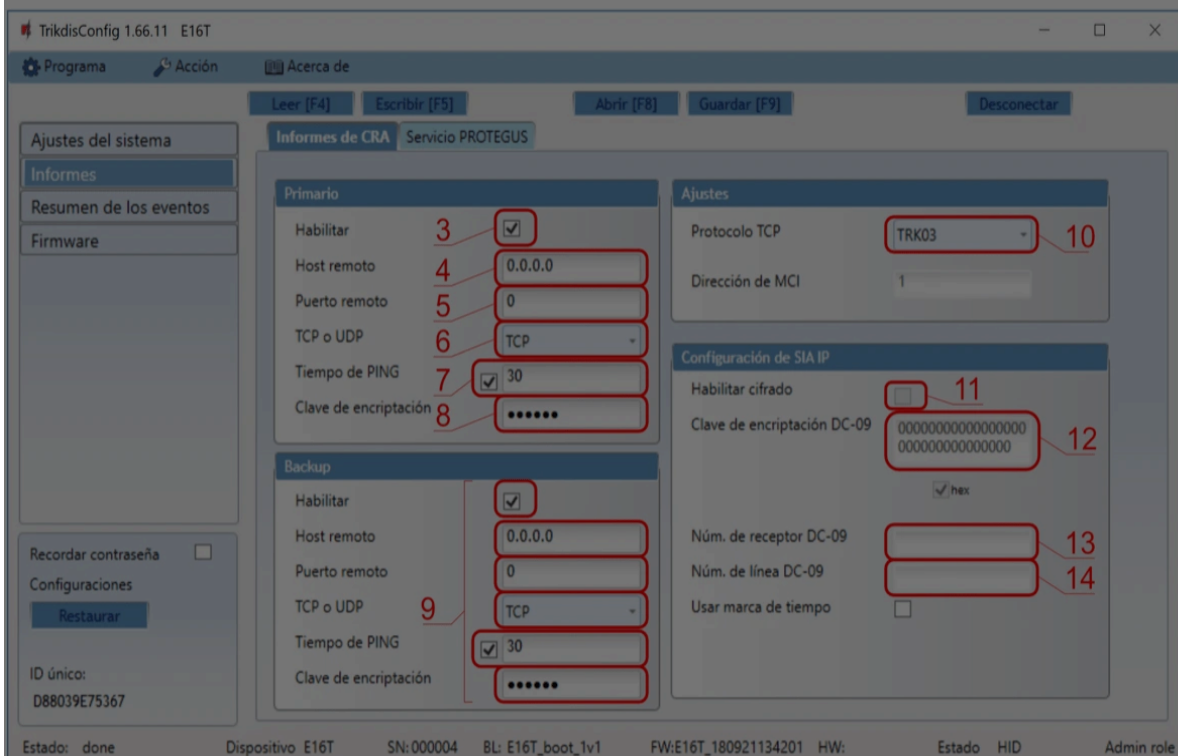 TrikdisConfig 1.66.11 E16T
Programa Acción Acerca de
Leer [F4] Escribir [F5] Abrir [F8] Guardar [F9] Desconectar
Ajustes del sistema
Informes
Resumen de los eventos
Firmware
Informes de CRA Servicio PROTEGUS
Primario
Habilitar 3
Host remoto 4 0.0.0.0
Puerto remoto 5 0
TCP o UDP 6 TCP
Tiempo de PING 7 30
Clave de encriptación 8 ••••••
Backup
Habilitar
Host remoto 0.0.0.0
Puerto remoto 0
TCP o UDP 9 TCP
Tiempo de PING 30
Clave de encriptación ••••••
Ajustes
Protocolo TCP TRK03 10
Dirección de MCI 1
Configuración de SIA IP
Habilitar cifrado 11
Clave de encriptación DC-09 00000000000000000 12
000000000000000
hex
Núm. de receptor DC-09 13
Núm. de línea DC-09 14
Usar marca de tiempo
Recordar contraseña
Configuraciones
Restaurar
ID único:
D88039E75367
Estado: done Dispositivo E16T SN: 000004 BL: E16T_boot_1v1 FW:E16T_180921134201 HW: Estado HID Admin role